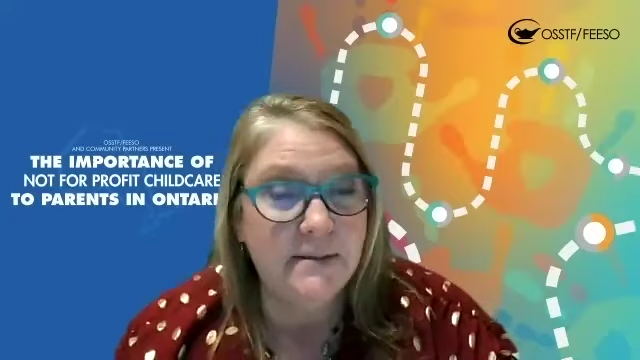 OSSTF/FEESO
OSSTF/FEESO
AND COMMUNITY PARTNERS PRESENT
THE IMPORTANCE OF
NOT FOR PROFIT CHILDCARE
TO PARENTS IN ONTARI